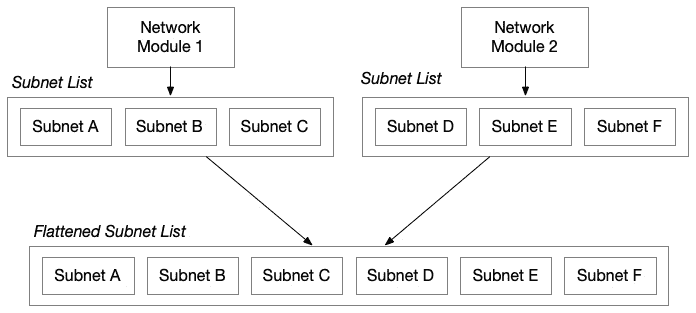 Network
Module 1
Network
Module 2
Subnet List
Subnet List
Subnet A
Subnet B
Subnet C
Subnet D
Subnet E
Subnet F
Flattened Subnet List
Subnet A
Subnet B
Subnet C
Subnet D
Subnet E
Subnet F